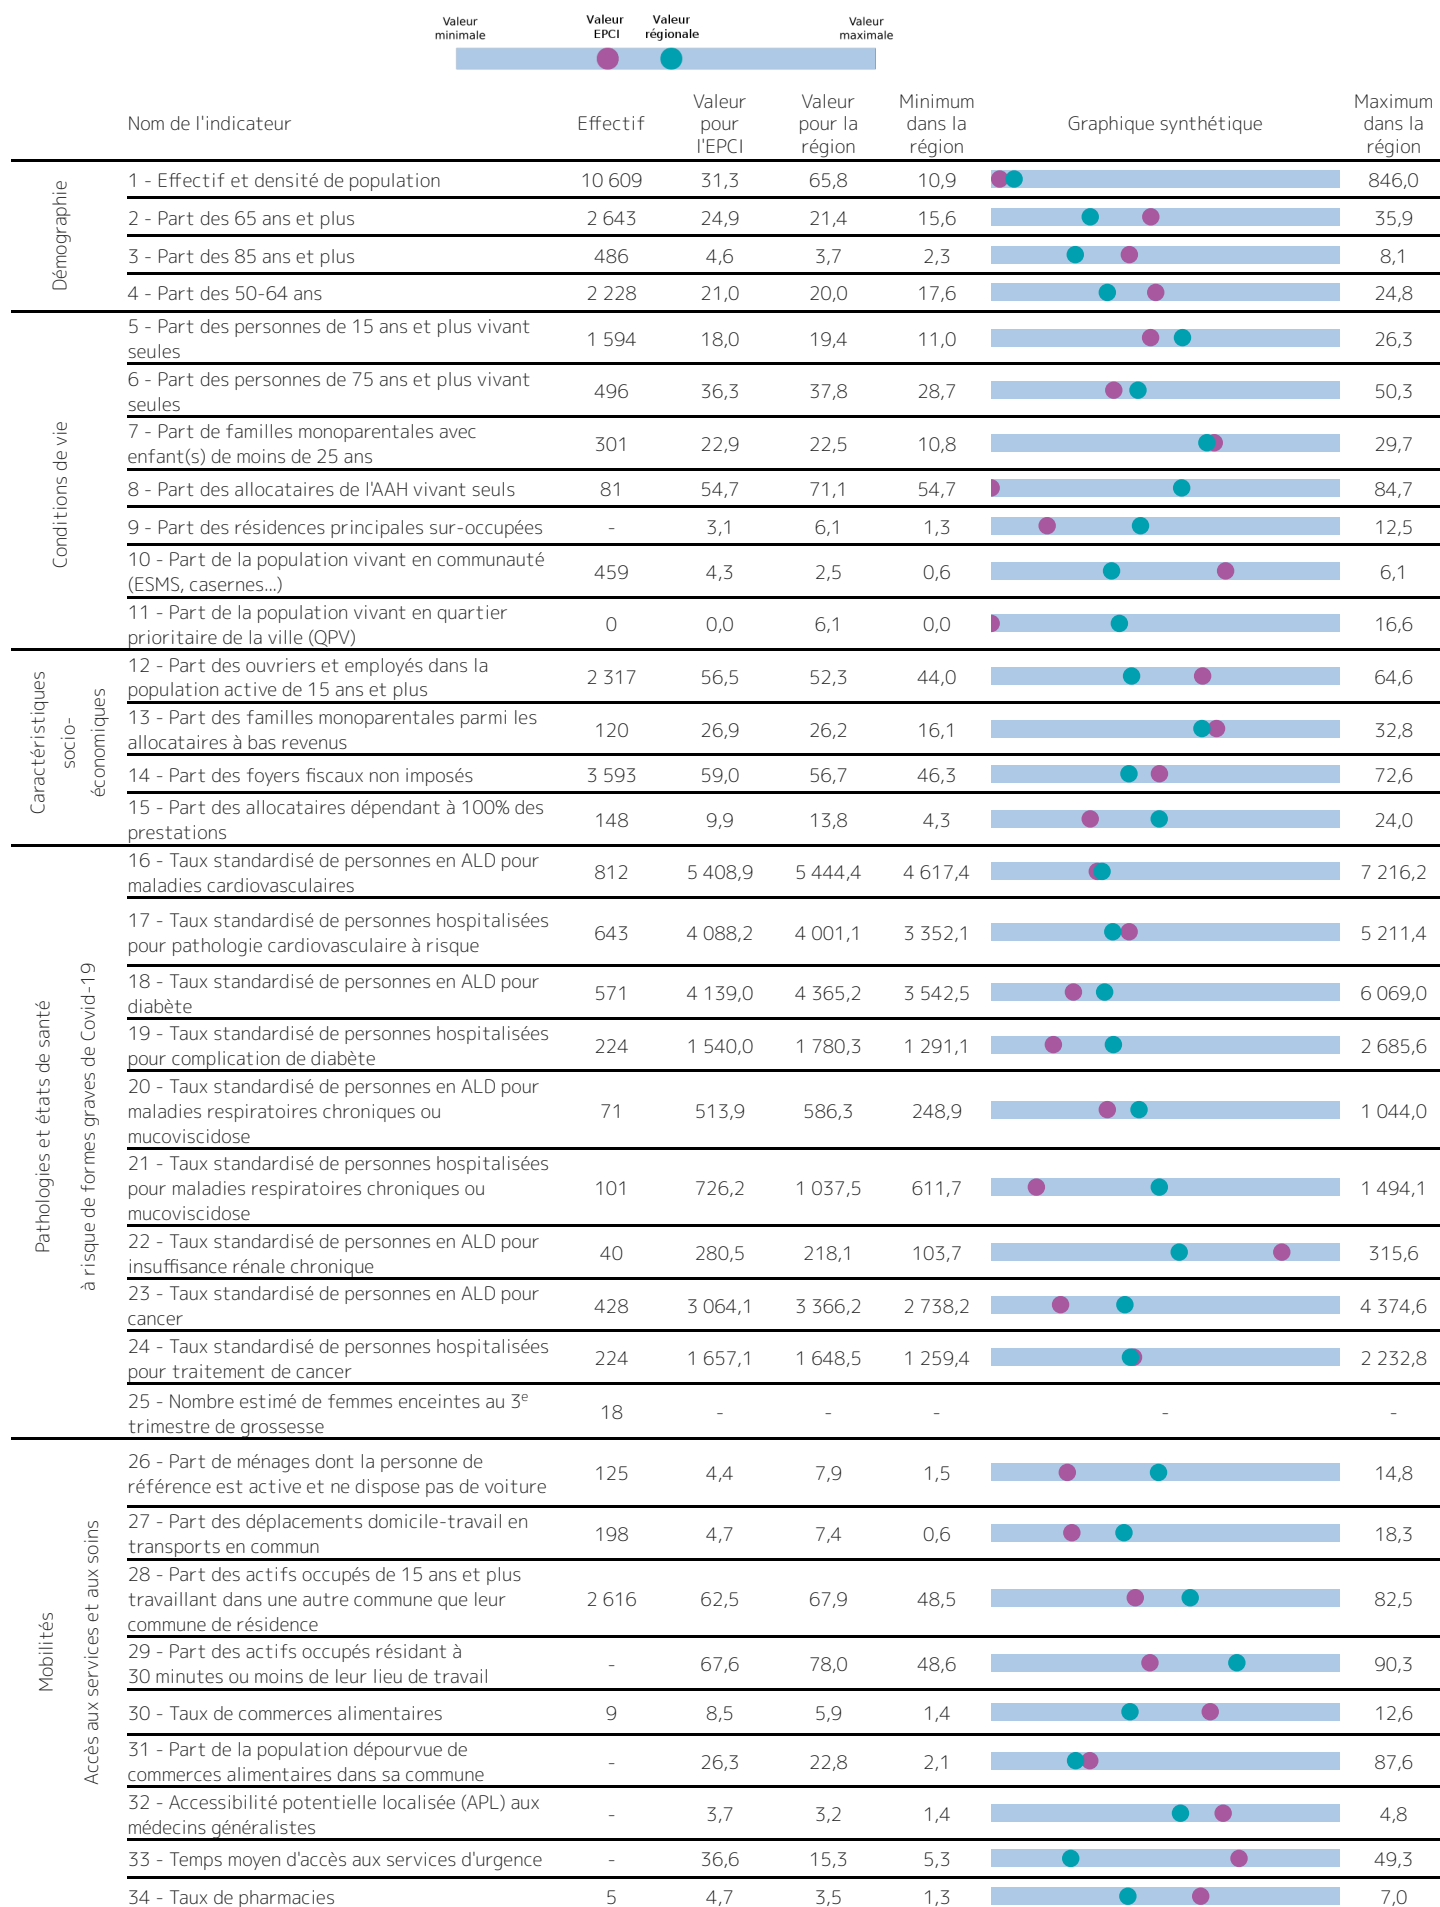 Valeur minimale
Valeur EPCI
Valeur régionale
Valeur maximale
Nom de l'indicateur
Effectif
Valeur pour l'EPCI
Valeur pour la région
Minimum dans la région
Graphique synthétique
Maximum dans la région
Démographie
1 - Effectif et densité de population 10 609 31,3 65,8 10,9 846,0
2 - Part des 65 ans et plus 2 643 24,9 21,4 15,6 35,9
3 - Part des 85 ans et plus 486 4,6 3,7 2,3 8,1
4 - Part des 50-64 ans 2 228 21,0 20,0 17,6 24,8
Conditions de vie
5 - Part des personnes de 15 ans et plus vivant
seules 1 594 18,0 19,4 11,0 26,3
6 - Part des personnes de 75 ans et plus vivant
seules 496 36,3 37,8 28,7 50,3
7 - Part de familles monoparentales avec
enfant(s) de moins de 25 ans 301 22,9 22,5 10,8 29,7
8 - Part des allocataires de l'AAH vivant seuls 81 54,7 71,1 54,7 84,7
9 - Part des résidences principales sur-occupées - 3,1 6,1 1,3 12,5
10 - Part de la population vivant en communauté
(ESMS, casernes...) 459 4,3 2,5 0,6 6,1
11 - Part de la population vivant en quartier
prioritaire de la ville (QPV) 0 0,0 6,1 0,0 16,6
Caractéristiques
socio-
économiques
12 - Part des ouvriers et employés dans la
population active de 15 ans et plus 2 317 56,5 52,3 44,0 64,6
13 - Part des familles monoparentales parmi les
allocataires à bas revenus 120 26,9 26,2 16,1 32,8
14 - Part des foyers fiscaux non imposés 3 593 59,0 56,7 46,3 72,6
15 - Part des allocataires dépendant à 100% des
prestations 148 9,9 13,8 4,3 24,0
Pathologies et états de santé
à risque de formes graves de Covid-19
16 - Taux standardisé de personnes en ALD pour
maladies cardiovasculaires 812 5 408,9 5 444,4 4 617,4 7 216,2
17 - Taux standardisé de personnes hospitalisées
pour pathologie cardiovasculaire à risque 643 4 088,2 4 001,1 3 352,1 5 211,4
18 - Taux standardisé de personnes en ALD pour
diabète 571 4 139,0 4 365,2 3 542,5 6 069,0
19 - Taux standardisé de personnes hospitalisées
pour complication de diabète 224 1 540,0 1 780,3 1 291,1 2 685,6
20 - Taux standardisé de personnes en ALD pour
maladies respiratoires chroniques ou 71 513,9 586,3 248,9 1 044,0
mucoviscidose
21 - Taux standardisé de personnes hospitalisées
pour maladies respiratoires chroniques ou 101 726,2 1 037,5 611,7 1 494,1
mucoviscidose
22 - Taux standardisé de personnes en ALD pour
insuffisance rénale chronique 40 280,5 218,1 103,7 315,6
23 - Taux standardisé de personnes en ALD pour
cancer 428 3 064,1 3 366,2 2 738,2 4 374,6
24 - Taux standardisé de personnes hospitalisées
pour traitement de cancer 224 1 657,1 1 648,5 1 259,4 2 232,8
25 - Nombre estimé de femmes enceintes au 3e
trimestre de grossesse 18 - - - - -
Mobilités
Accès aux services et aux soins
26 - Part de ménages dont la personne de
référence est active et ne dispose pas de voiture 125 4,4 7,9 1,5 14,8
27 - Part des déplacements domicile-travail en
transports en commun 198 4,7 7,4 0,6 18,3
28 - Part des actifs occupés de 15 ans et plus
travaillant dans une autre commune que leur 2 616 62,5 67,9 48,5 82,5
commune de résidence
29 - Part des actifs occupés résidant à
30 minutes ou moins de leur lieu de travail - 67,6 78,0 48,6 90,3
30 - Taux de commerces alimentaires 9 8,5 5,9 1,4 12,6
31 - Part de la population dépourvue de
commerces alimentaires dans sa commune - 26,3 22,8 2,1 87,6
32 - Accessibilité potentielle localisée (APL) aux
médecins généralistes - 3,7 3,2 1,4 4,8
33 - Temps moyen d'accès aux services d'urgence - 36,6 15,3 5,3 49,3
34 - Taux de pharmacies 5 4,7 3,5 1,3 7,0